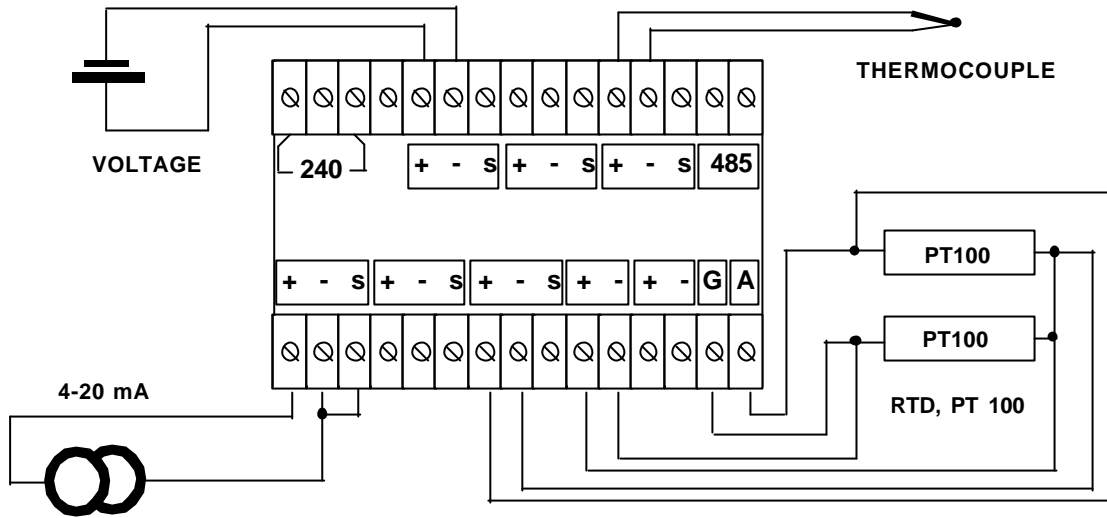 THERMOCOUPLE
VOLTAGE
240 + - s + - s + - s 485
PT100
+ - s + - s + - s + - + - G A
PT100
4-20 mA
RTD, PT 100